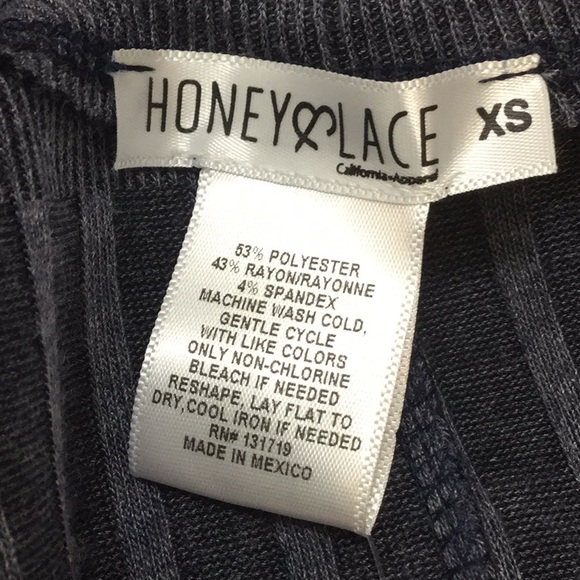 HONEY&LACE
XS
California•Apparel
53% POLYESTER
43% RAYON/RAYONNE
4% SPANDEX
MACHINE WASH COLD,
GENTLE CYCLE
WITH LIKE COLORS
ONLY NON-CHLORINE
BLEACH IF NEEDED
RESHAPE, LAY FLAT TO
DRY,COOL IRON IF NEEDED
RN# 131719
MADE IN MEXICO